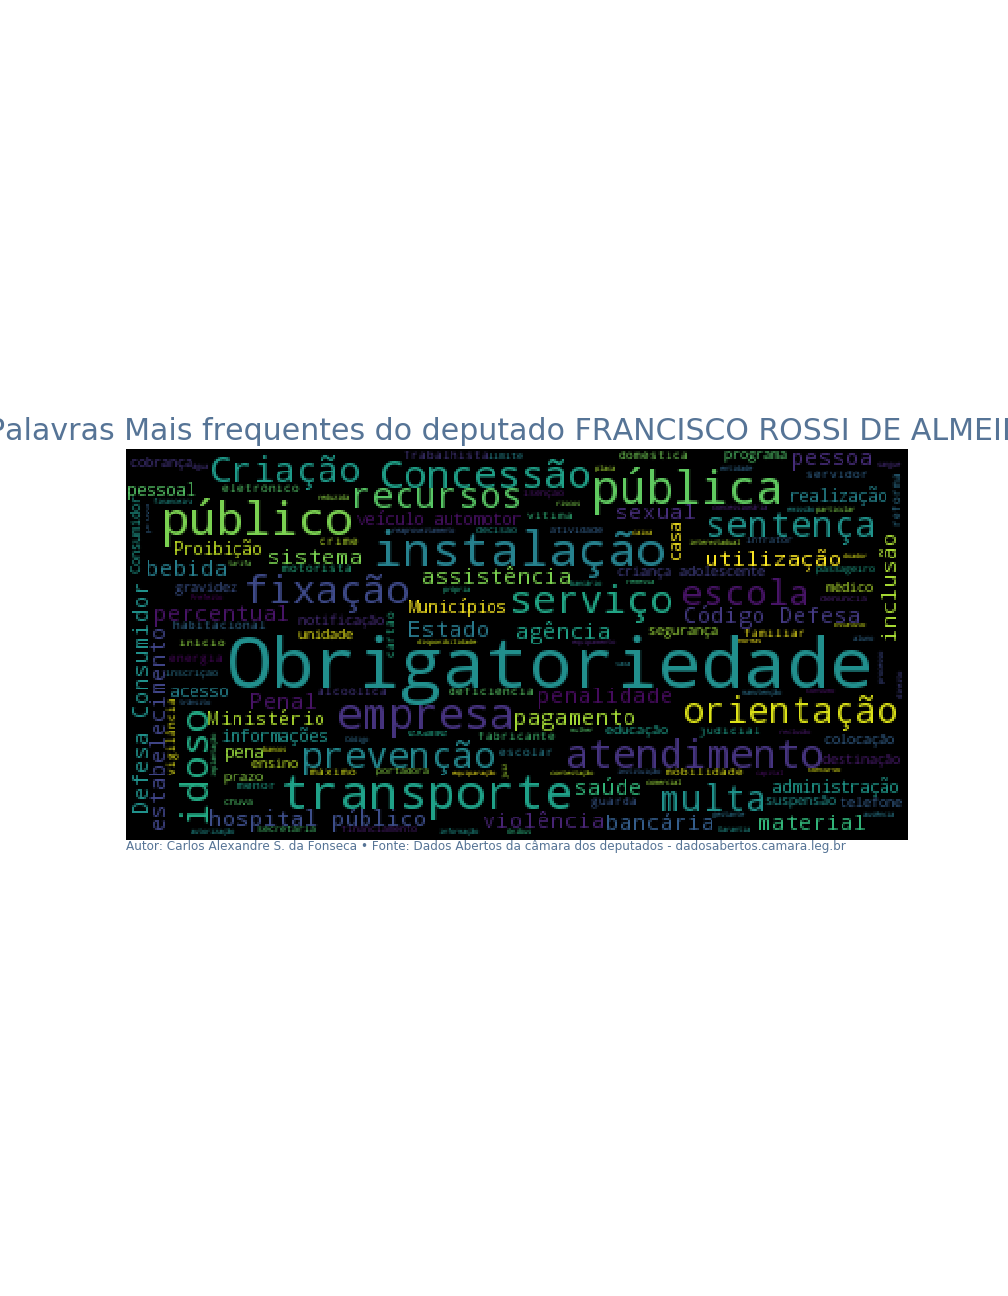 Palavras Mais frequentes do deputado FRANCISCO ROSSI DE ALMEI
cobrança
Criação
eletrônico
trabalhista
limite
Concessão
doméstica
programa
pessoa
servidor
pessoal
recursos
pública
realização
reforma
Consumidor
público
veículo automotor
vítima
sexual
sentença
Proibição
crime
sistema
motorista
instalação
decisão
atividade
casa
utilização
inclusão
bebida
gravidez
fixação
assistência
criança adolescente
passageiro
médico
percentual
habitacional
notificação
Municípios
serviço
escola
Código Defesa
Defesa Consumidor
estabelecimento
início
unidade
cartão
Estado
agência
segurança
familiar
energia
inscrição
Obrigatoriedade
acesso
Penal
alcoólica
deficiência
penalidade
vigilância
idoso
Ministério
empresa
pagamento
orientação
informações
fabricante
educação
judicial
colocação
pena
ensino
prevenção
escolar
atendimento
destinação
prazo
menor
máximo
portadora
mobilidade
transporte
saúde
multa
administração
guarda
suspensão
telefone
hospital público
secretaria
financiamento
violência
bancária
material
Autor: Carlos Alexandre S. da Fonseca • Fonte: Dados Abertos da câmara dos deputados - dadosabertos.camara.leg.br